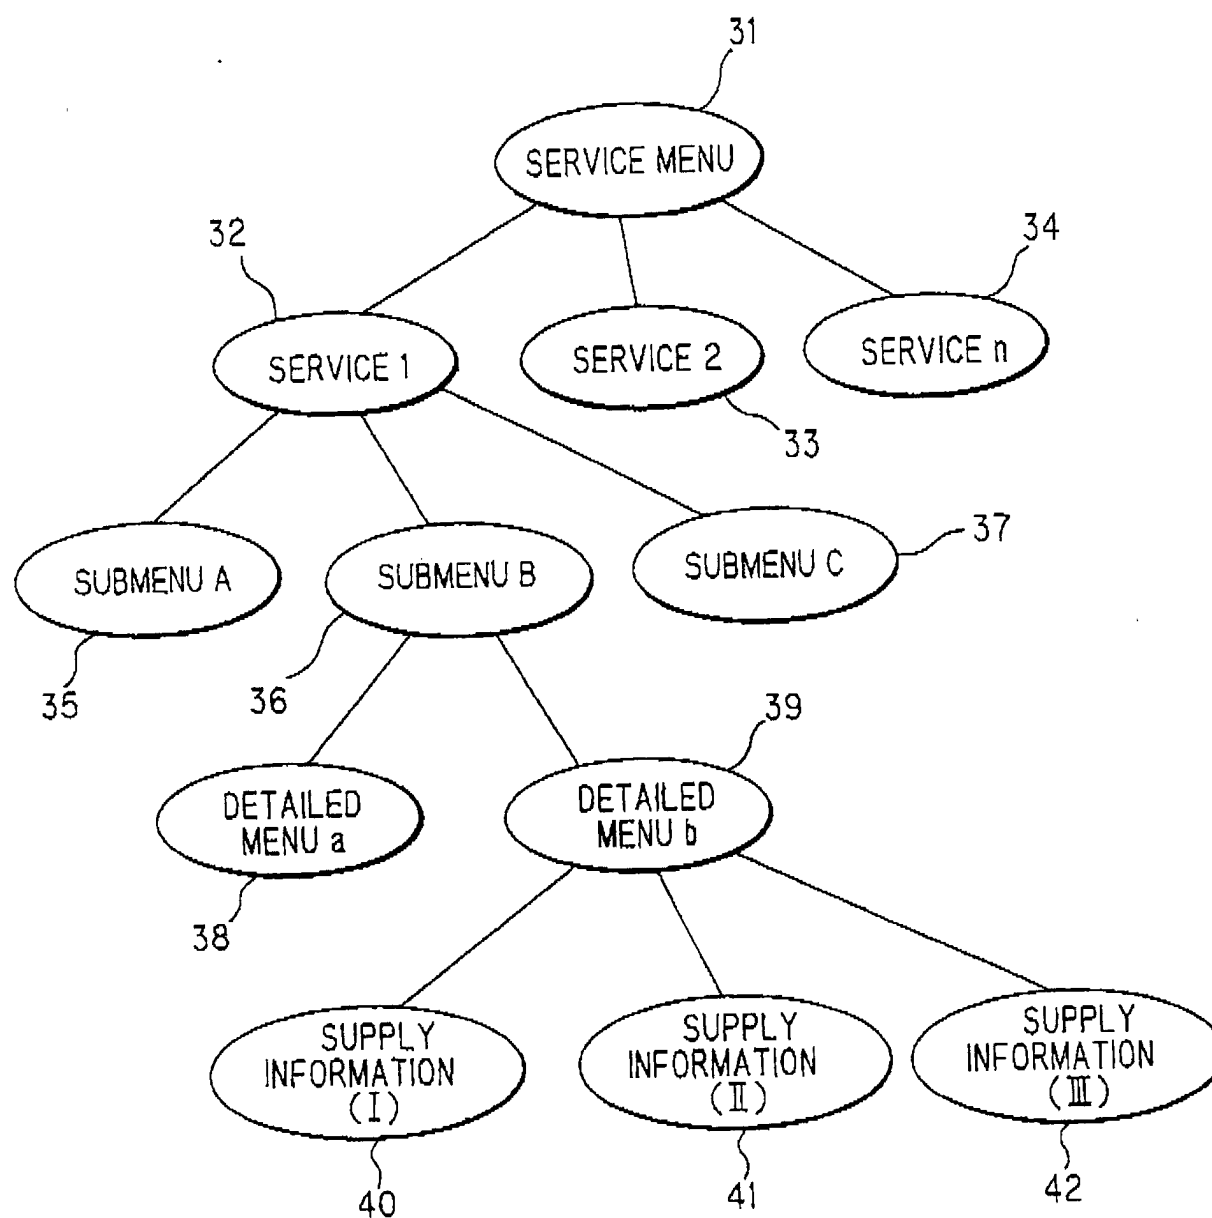 31
SERVICE MENU
32
34
SERVICE 1
SERVICE 2
SERVICE n
33
SUBMENU A
SUBMENU B
SUBMENU C
37
35
36
39
DETAILED
MENU a
DETAILED
MENU b
38
SUPPLY
INFORMATION
(I)
SUPPLY
INFORMATION
(II)
SUPPLY
INFORMATION
(III)
40
41
42